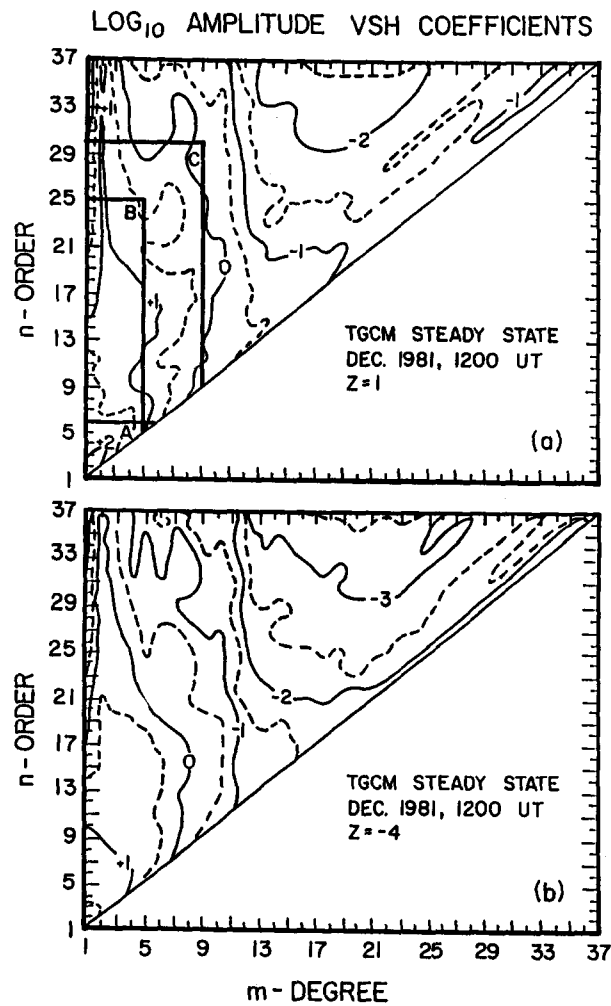 LOG10 AMPLITUDE VSH COEFFICIENTS
37
33
29
25
21
17
13
9
5
1
n-ORDER
+1
-2
-1
C
B
0
-1
+1
A
+2
TGCM STEADY STATE
DEC. 1981, 1200 UT
Z=1
(a)
37
33
29
25
21
17
13
9
5
1
n-ORDER
-3
-2
-1
0
+1
TGCM STEADY STATE
DEC. 1981, 1200 UT
Z=-4
(b)
1 5 9 13 17 21 25 29 33 37
m-DEGREE